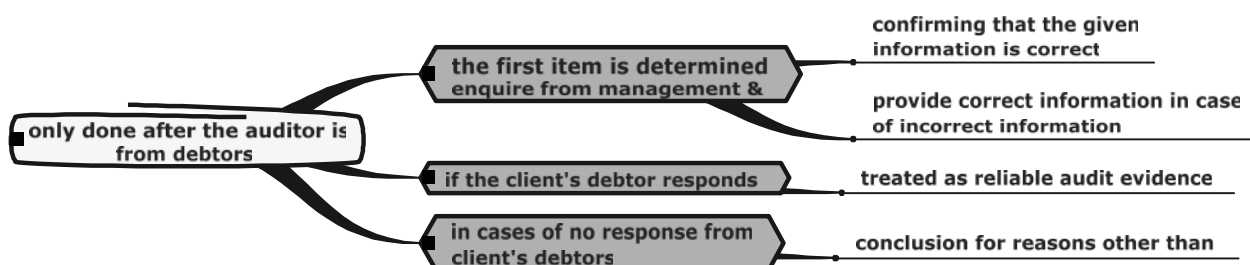 only done after the auditor is
from debtors
the first item is determined
enquire from management &
confirming that the given
information is correct
provide correct information in case
of incorrect information
if the client's debtor responds
treated as reliable audit evidence
in cases of no response from
client's debtors
conclusion for reasons other than